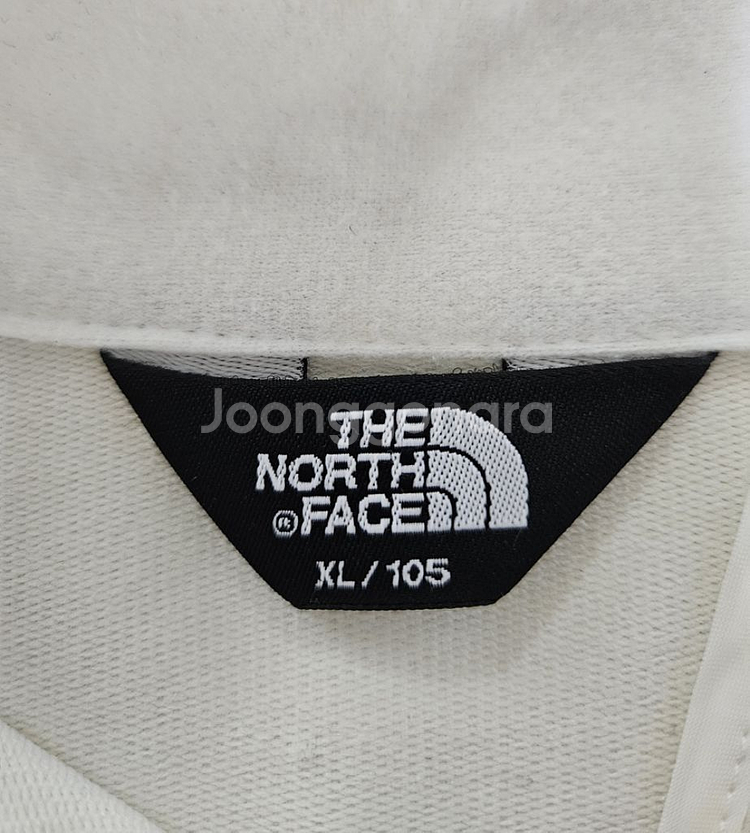 Joonggonara
THE
NORTH
® FACE
XL / 105